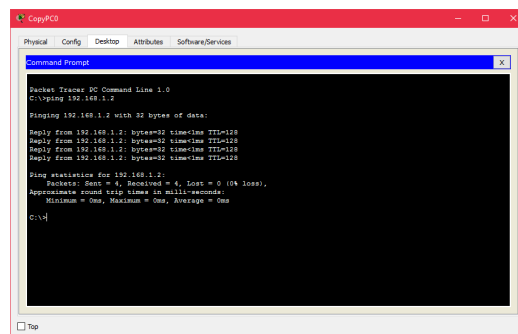 CopyPC0
Physical Config Desktop Attributes Software/Services
Command Prompt
X
Packet Tracer PC Command Line 1.0
C:\>ping 192.168.1.2
Pinging 192.168.1.2 with 32 bytes of data:
Reply from 192.168.1.2: bytes=32 time<1ms TTL=128
Reply from 192.168.1.2: bytes=32 time<1ms TTL=128
Reply from 192.168.1.2: bytes=32 time<1ms TTL=128
Reply from 192.168.1.2: bytes=32 time<1ms TTL=128
Ping statistics for 192.168.1.2:
Packets: Sent = 4, Received = 4, Lost = 0 (0% loss),
Approximate round trip times in milli-seconds:
Minimum = 0ms, Maximum = 0ms, Average = 0ms
C:\>
Top